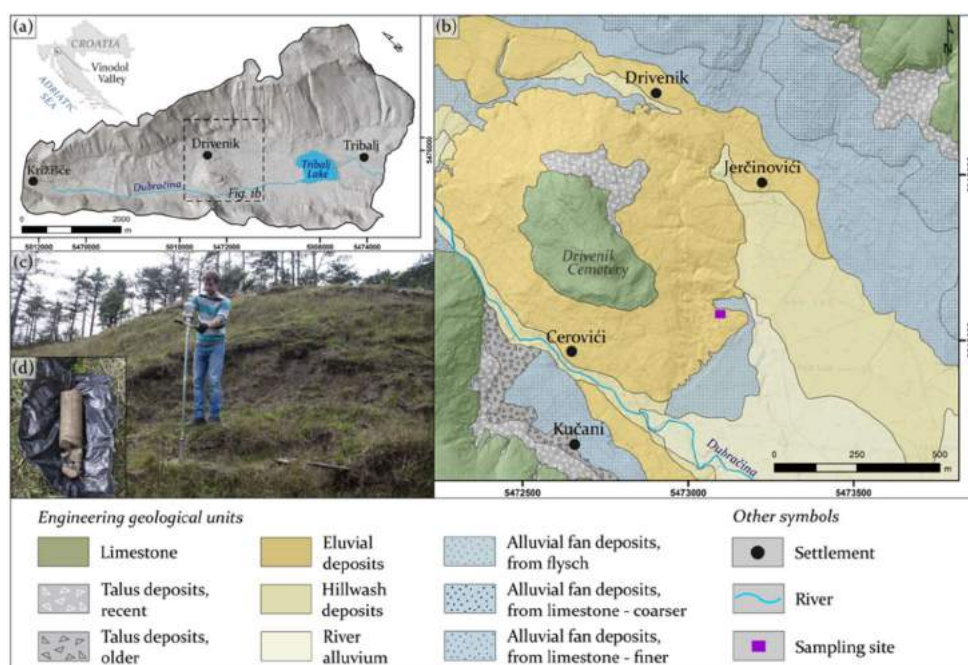 (a)
CROATIA
Vinodol
Valley
ADRIATIC
SEA
Drivenik
Tribalj
Križišće
Tribalj
Lake
Dubračina
Fig. 1b
0
2000
m
5470000
5472000
5474000
(b)
Drivenik
Jerčinovići
Drivenik
Cemetery
Cerovići
Kučani
Dubračina
0
250
500
m
5472500
5473000
5473500
(c)
(d)
Engineering geological units
Limestone
Talus deposits,
recent
Talus deposits,
older
Eluvial
deposits
Hillwash
deposits
River
alluvium
Alluvial fan deposits,
from flysch
Alluvial fan deposits,
from limestone - coarser
Alluvial fan deposits,
from limestone - finer
Other symbols
Settlement
River
Sampling site